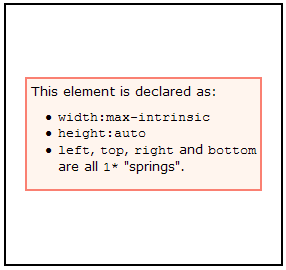 This element is declared as:
• width:max-intrinsic
• height:auto
• left, top, right and bottom
are all 1* "springs".